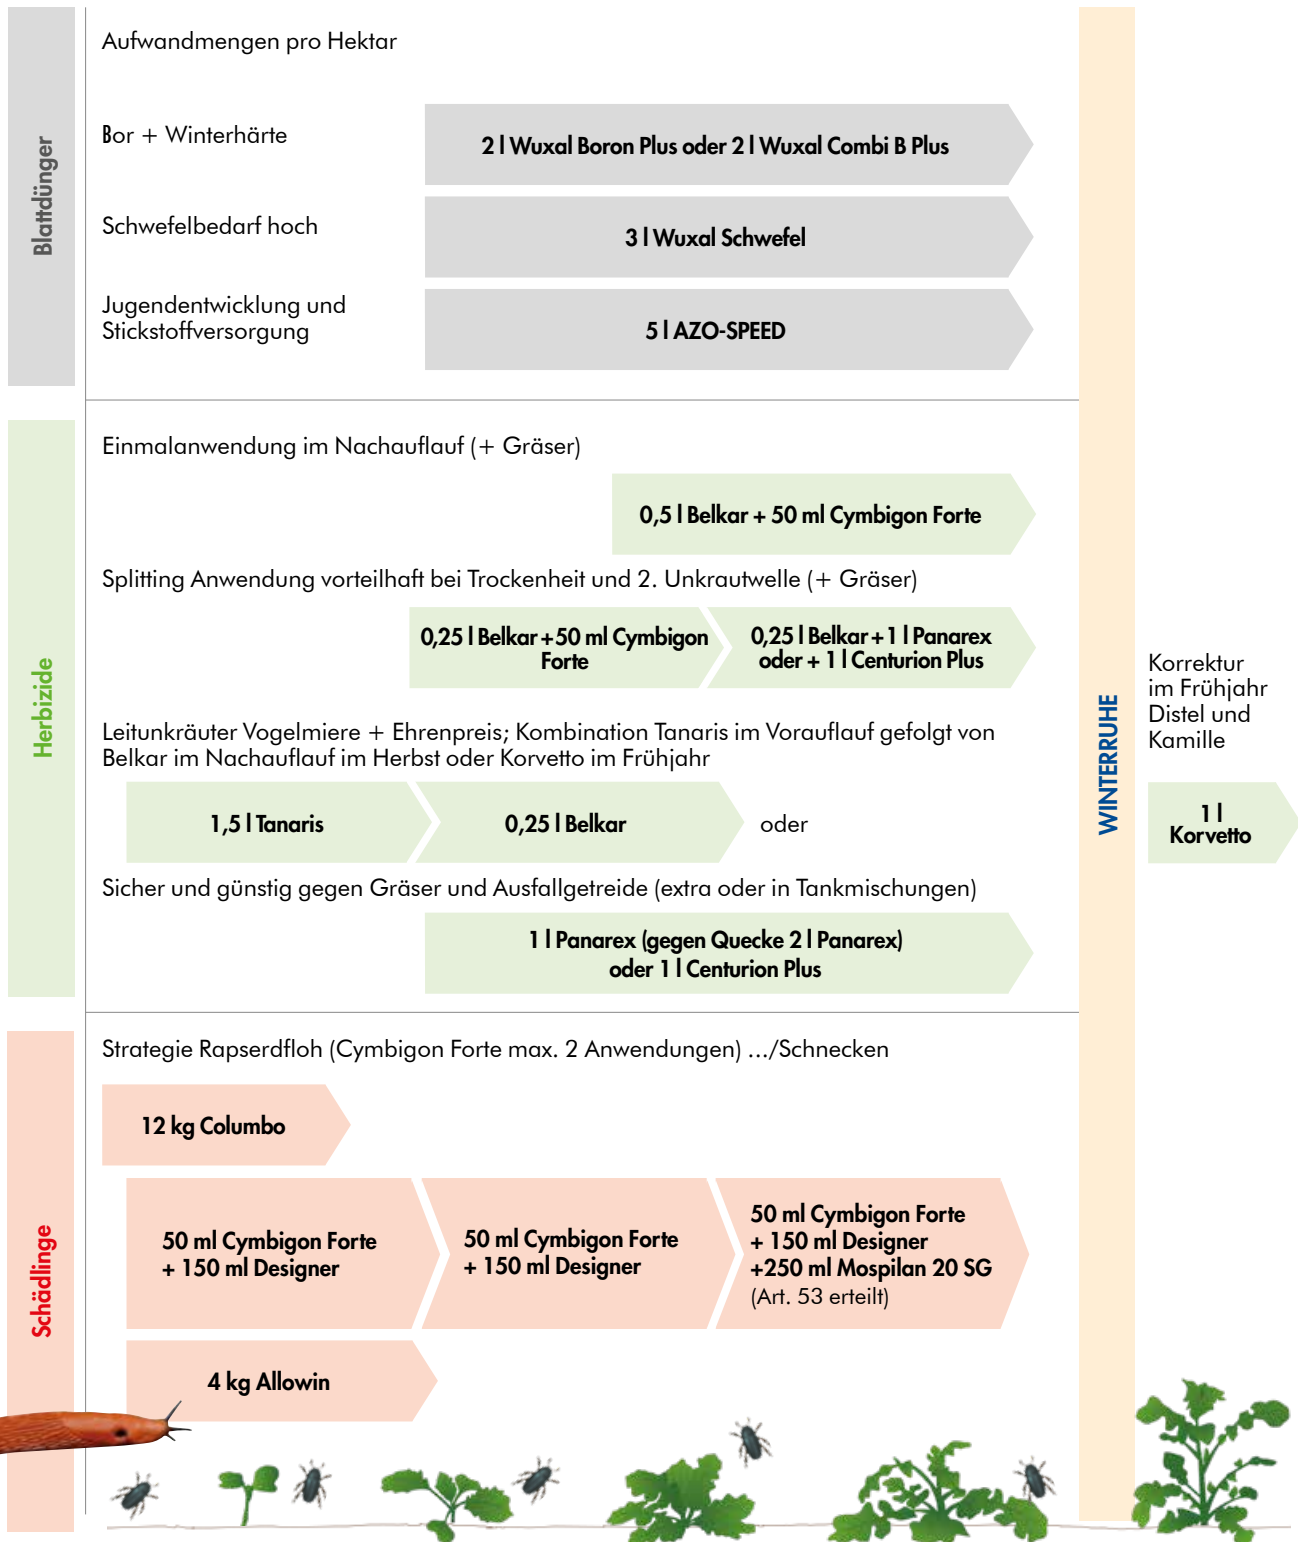 Blattdünger
Aufwandmengen pro Hektar
Bor + Winterhärte
2 l Wuxal Boron Plus oder 2 l Wuxal Combi B Plus
Schwefelbedarf hoch
3 l Wuxal Schwefel
Jugendentwicklung und
Stickstoffversorgung
5 l AZO-SPEED
Herbizide
Einmalanwendung im Nachauflauf (+ Gräser)
0,5 l Belkar + 50 ml Cymbigon Forte
Splitting Anwendung vorteilhaft bei Trockenheit und 2. Unkrautwelle (+ Gräser)
0,25 l Belkar + 50 ml Cymbigon
Forte
0,25 l Belkar + 1 l Panarex
oder + 1 l Centurion Plus
Leitunkräuter Vogelmiere + Ehrenpreis; Kombination Tanaris im Vorauflauf gefolgt von
Belkar im Nachauflauf im Herbst oder Korvetto im Frühjahr
1,5 l Tanaris
0,25 l Belkar
oder
Sicher und günstig gegen Gräser und Ausfallgetreide (extra oder in Tankmischungen)
1 l Panarex (gegen Quecke 2 l Panarex)
oder 1 l Centurion Plus
WINTERRUHE
Korrektur
im Frühjahr
Distel und
Kamille
1 l
Korvetto
Schädlinge
Strategie Rapserdfloh (Cymbigon Forte max. 2 Anwendungen) .../Schnecken
12 kg Columbo
50 ml Cymbigon Forte
+ 150 ml Designer
50 ml Cymbigon Forte
+ 150 ml Designer
50 ml Cymbigon Forte
+ 150 ml Designer
+250 ml Mospilan 20 SG
(Art. 53 erteilt)
4 kg Allowin